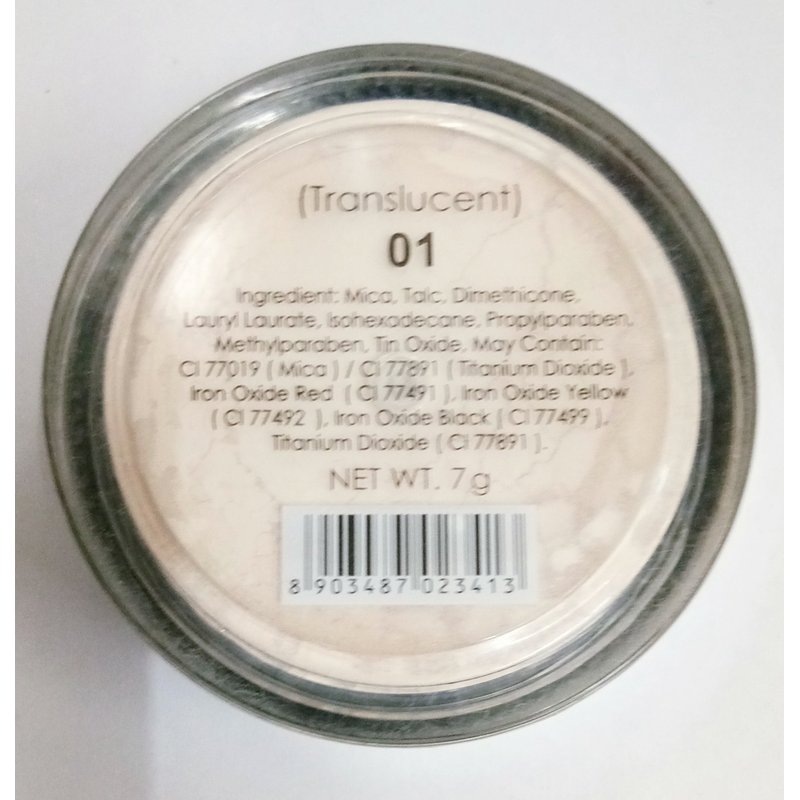 (Translucent)
01
Ingredient: Mica, Talc, Dimethicone,
Lauryl Laurate, Isohexadecane, Propylparaben,
Methylparaben, Tin Oxide, May Contain:
CI 77019 ( Mica ) / CI 77891 ( Titanium Dioxide ),
Iron Oxide Red ( CI 77491 ), Iron Oxide Yellow
( CI 77492 ), Iron Oxide Black ( CI 77499 ),
Titanium Dioxide ( CI 77891 ).
NET WT. 7 g
8 903487 023413